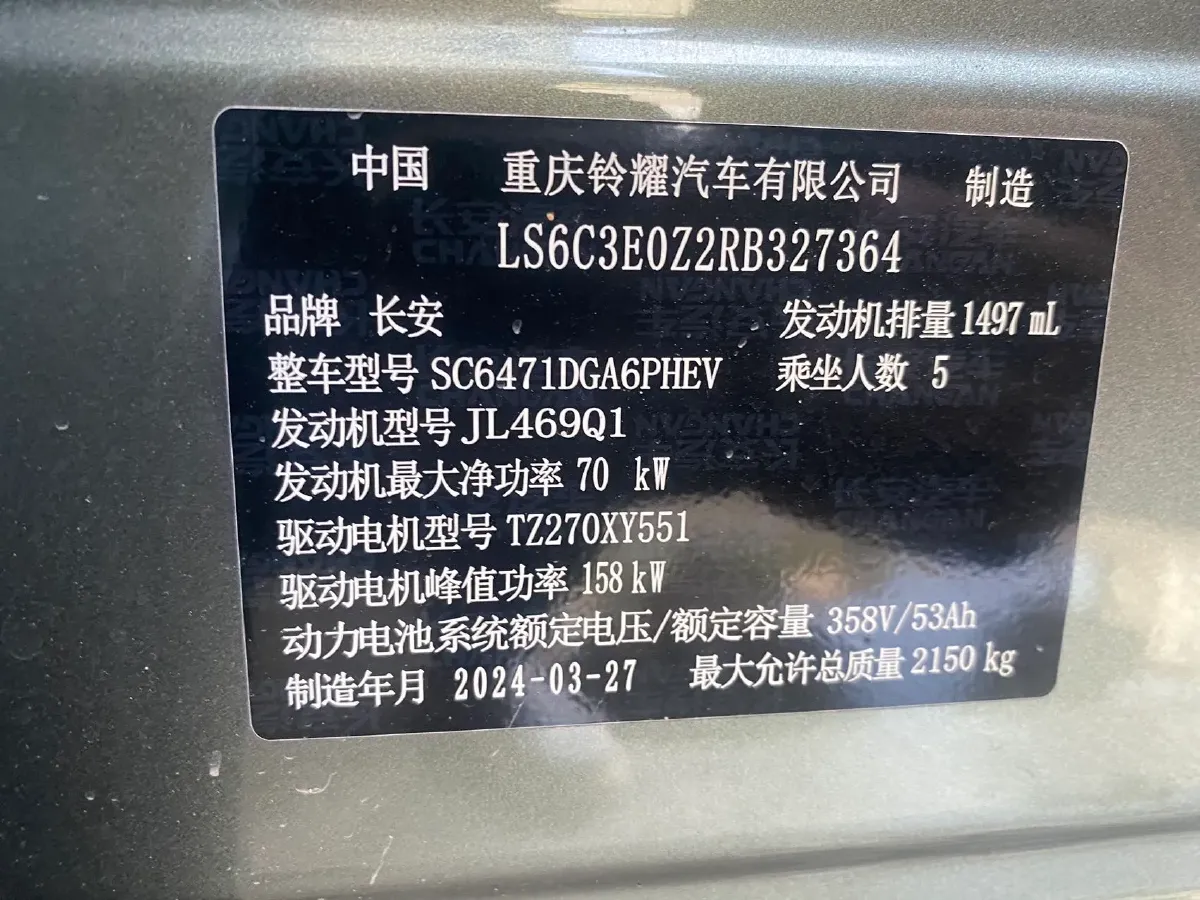 中国 重庆铃耀汽车有限公司 制造
LS6C3E0Z2RB327364
品牌 长安 发动机排量 1497 mL
整车型号 SC6471DGA6PHEV 乘坐人数 5
发动机型号 JL469Q1
发动机最大净功率 70 kW
驱动电机型号 TZ270XY551
驱动电机峰值功率 158 kW
动力电池系统额定电压/额定容量 358V/53Ah
制造年月 2024-03-27 最大允许总质量 2150 kg